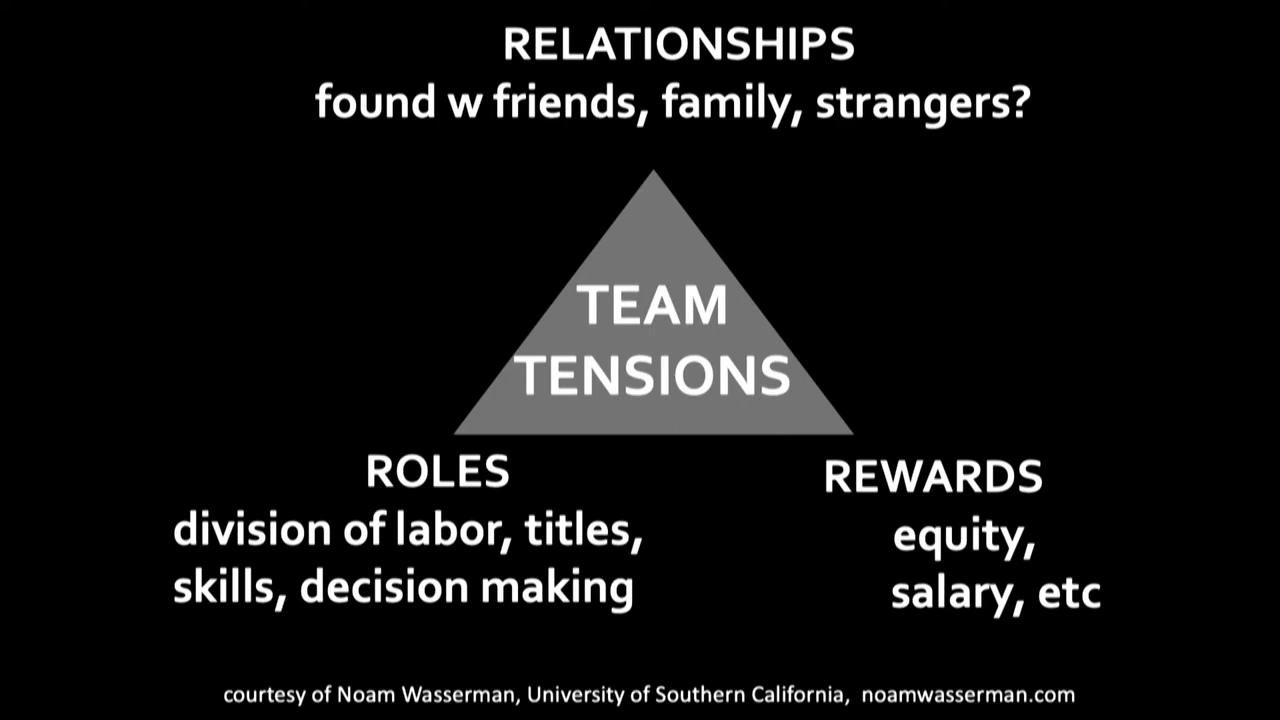 RELATIONSHIPS
found w friends, family, strangers?
TEAM
TENSIONS
ROLES
division of labor, titles,
skills, decision making
REWARDS
equity,
salary, etc
courtesy of Noam Wasserman, University of Southern California, noamwasserman.com